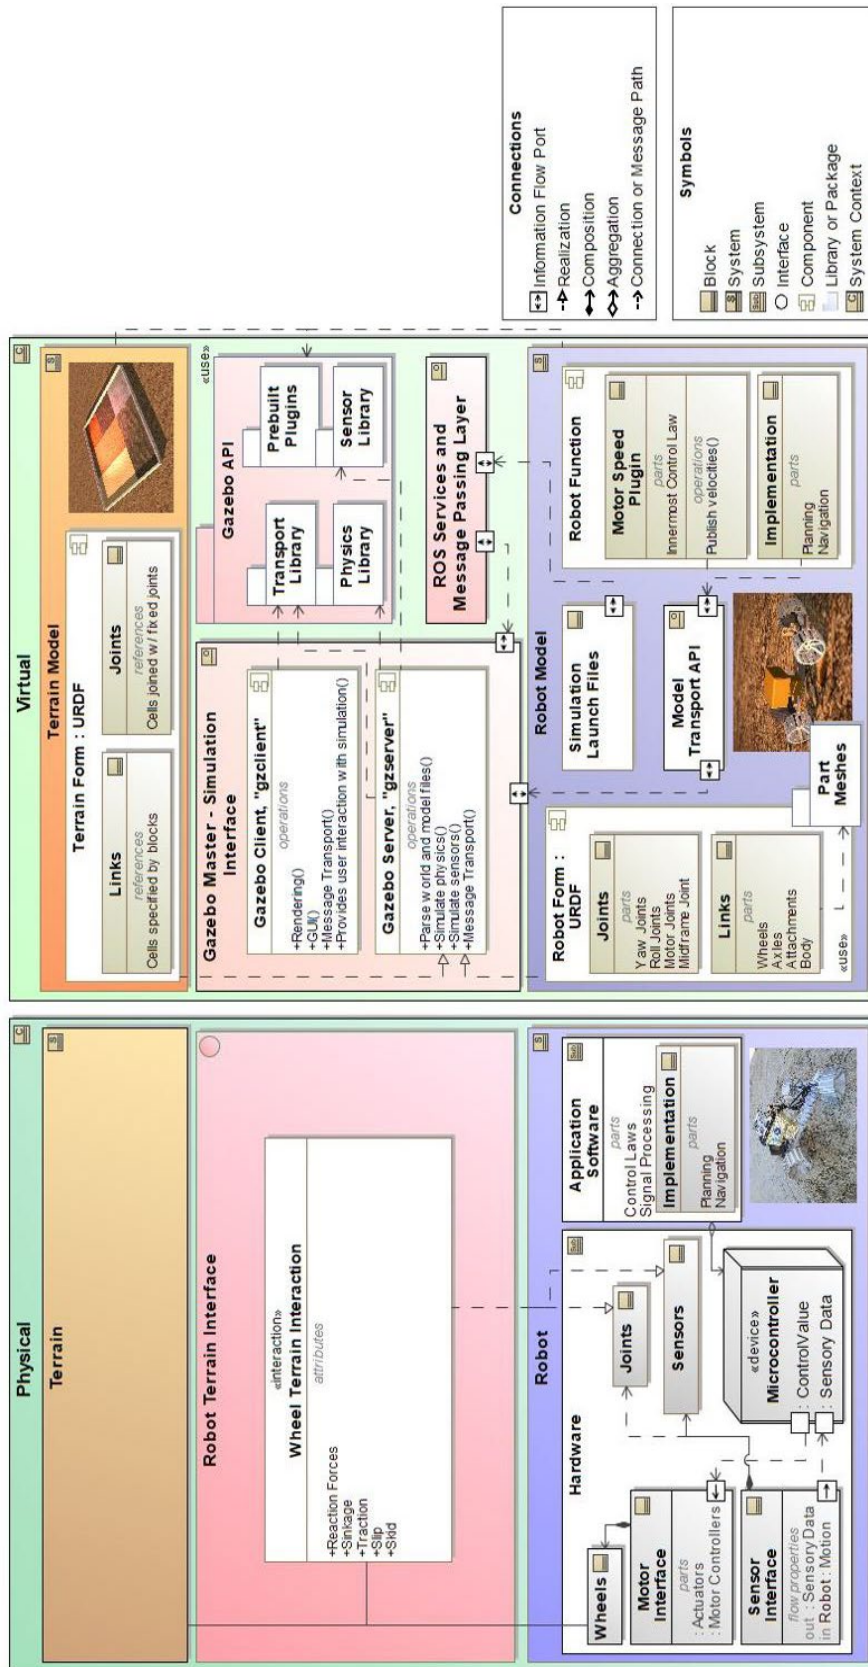 Physical
Terrain
Robot Terrain Interface
«interaction»
Wheel Terrain Interaction
attributes
+Reaction Forces
+Sinkage
+Traction
+Slip
+Skid
Robot
Hardware
Wheels
Motor
Interface
parts
: Actuators
: Motor Controllers
Sensor
Interface
flow properties
out : SensoryData
in Robot : Motion
Joints
Sensors
«device»
Microcontroller
: ControlValue
: Sensory Data
Sub
Application
Software
parts
Control Laws
Signal Processing
Implementation
parts
Planning
Navigation
Sub
C
S
S
Virtual
Terrain Model
Terrain Form : URDF
Links
references
Cells specified by blocks
Joints
references
Cells joined w/ fixed joints
C
S
Gazebo Master - Simulation
Interface
Gazebo Client, "gzclient"
operations
+Rendering()
+GUI()
+Message Transport()
+Provides user interaction with simulation()
Gazebo Server, "gzserver"
operations
+Parse world and model files()
+Simulate physics()
+Simulate sensors()
+Message Transport()
Gazebo API
«use»
Transport
Library
Prebuilt
Plugins
Physics
Library
Sensor
Library
ROS Services and
Message Passing Layer
Robot Model
Robot Form :
URDF
Joints
parts
Yaw Joints
Roll Joints
Motor Joints
Midframe Joint
Links
parts
Wheels
Axles
Attachments
Body
«use»
Part
Meshes
Simulation
Launch Files
Model
Transport API
Robot Function
Motor Speed
Plugin
parts
Innermost Control Law
operations
Publish velocities()
Implementation
parts
Planning
Navigation
S
Connections
Information Flow Port
Realization
Composition
Aggregation
Connection or Message Path
Symbols
Block
S System
Sub Subsystem
Interface
Component
Library or Package
C System Context